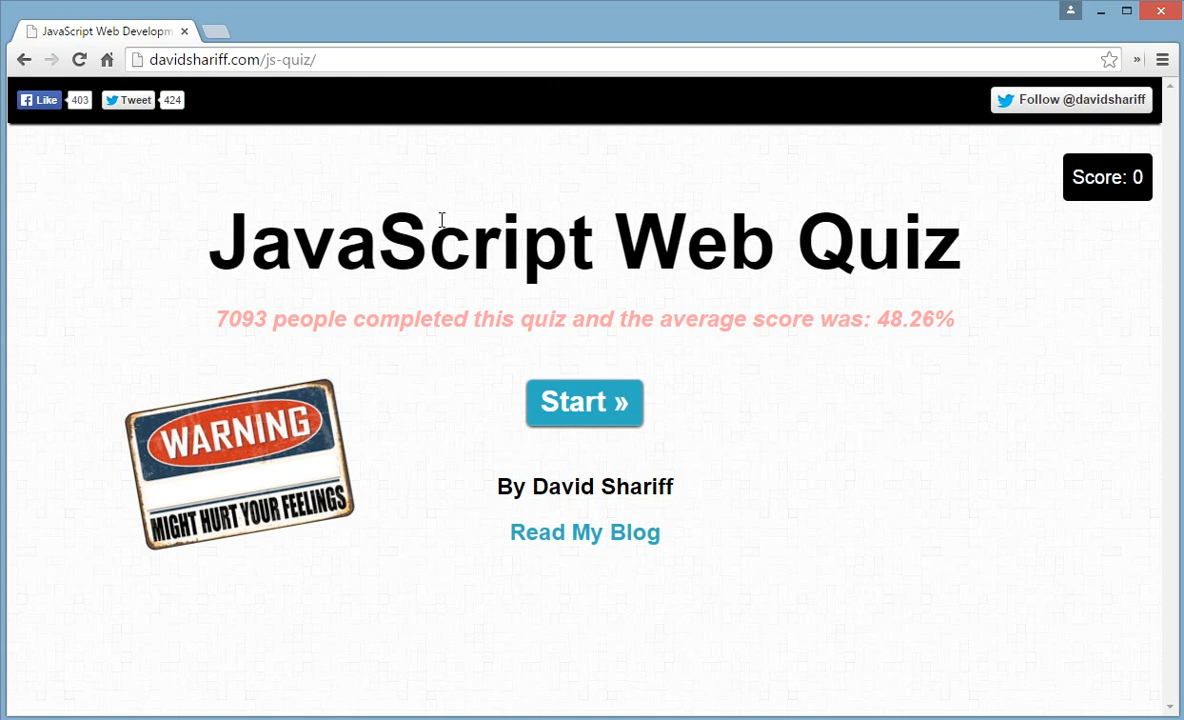 JavaScript Web Developm
davidshariff.com/js-quiz/
Like 403 Tweet 424
Follow @davidshariff
Score: 0
JavaScript Web Quiz
7093 people completed this quiz and the average score was: 48.26%
Start »
WARNING
MIGHT HURT YOUR FEELINGS
By David Shariff
Read My Blog